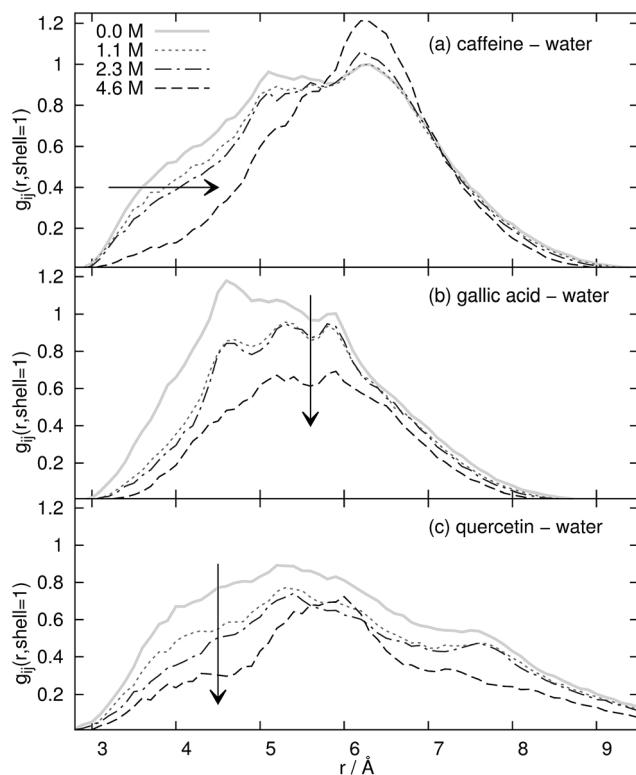 0.0 M
1.1 M
2.3 M
4.6 M
(a) caffeine – water
1.2
1
0.8
0.6
0.4
0.2
g_ij(r,shell=1)
(b) gallic acid – water
1.2
1
0.8
0.6
0.4
0.2
g_ij(r,shell=1)
(c) quercetin – water
1.2
1
0.8
0.6
0.4
0.2
g_ij(r,shell=1)
3 4 5 6 7 8 9
r / Å